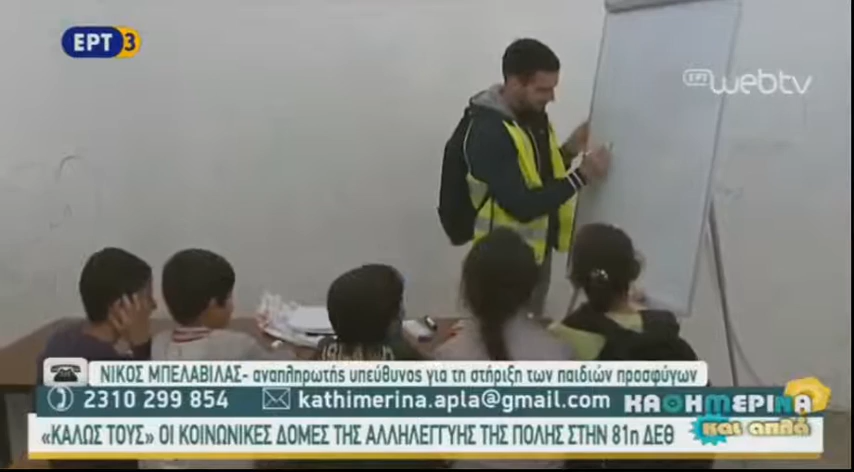 ΕΡΤ3
ΕΡΤ webtv
ΝΙΚΟΣ ΜΠΕΛΑΒΙΛΑΣ- αναπληρωτής υπεύθυνος για τη στήριξη των παιδιών προσφύγων
2310 299 854 kathimerina.apla@gmail.com
ΚΑΘΗΜΕΡΙΝΑ
και απλά
«ΚΑΛΩΣ ΤΟΥΣ» ΟΙ ΚΟΙΝΩΝΙΚΕΣ ΔΟΜΕΣ ΤΗΣ ΑΛΛΗΛΕΓΓΥΗΣ ΤΗΣ ΠΟΛΗΣ ΣΤΗΝ 81η ΔΕΘ